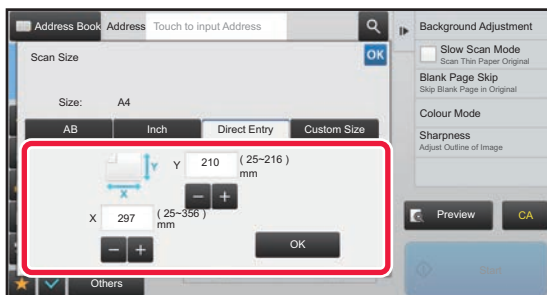 Address Book Address Touch to input Address
Scan Size
OK
Size: A4
AB Inch Direct Entry Custom Size
Y 210 (25~216)
mm
X 297 (25~356)
mm
OK
Others
Background Adjustment
Slow Scan Mode
Scan Thin Paper Original
Blank Page Skip
Skip Blank Page in Original
Colour Mode
Sharpness
Adjust Outline of Image
Preview CA
Start